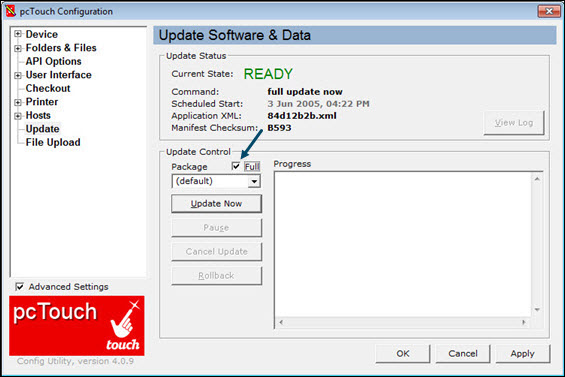 pcTouch Configuration
Device
Folders & Files
API Options
User Interface
Checkout
Printer
Hosts
Update
File Upload
Advanced Settings
pcTouch
touch
Config Utility, version 4.0.9
Update Software & Data
Update Status
Current State: READY
Command: full update now
Scheduled Start: 3 Jun 2005, 04:22 PM
Application XML: 84d12b2b.xml
Manifest Checksum: B593
View Log
Update Control
Package Full
(default)
Update Now
Pause
Cancel Update
Rollback
Progress
OK Cancel Apply